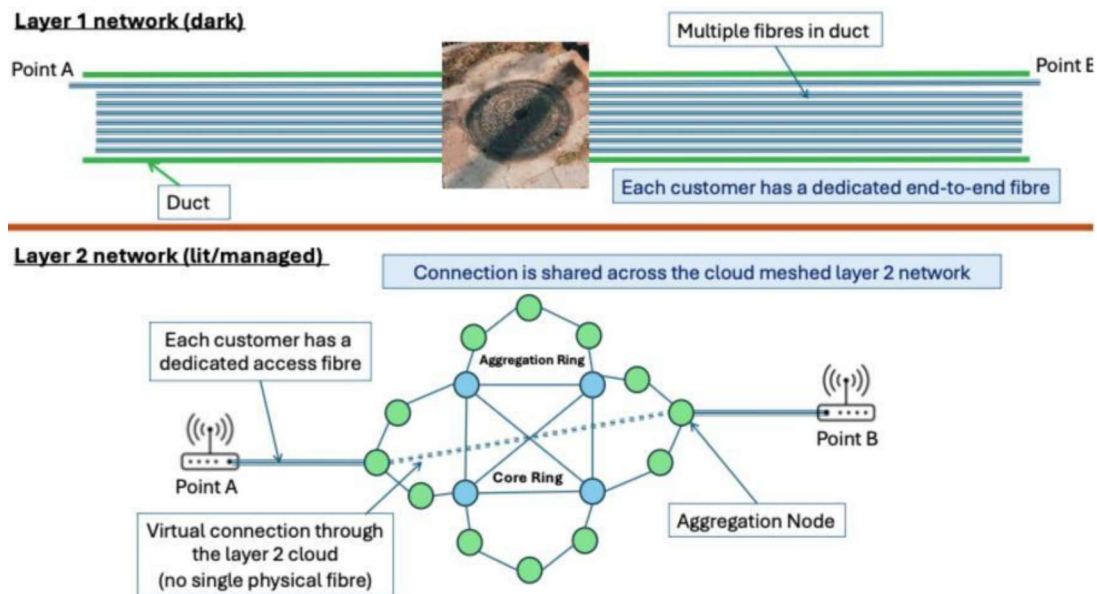 Layer 1 network (dark)
Multiple fibres in duct
Point A
Point B
Each customer has a dedicated end-to-end fibre
Duct
Layer 2 network (lit/managed)
Connection is shared across the cloud meshed layer 2 network
Each customer has a
dedicated access fibre
Aggregation Ring
Point B
Point A
Core Ring
Virtual connection through
the layer 2 cloud
(no single physical fibre)
Aggregation Node